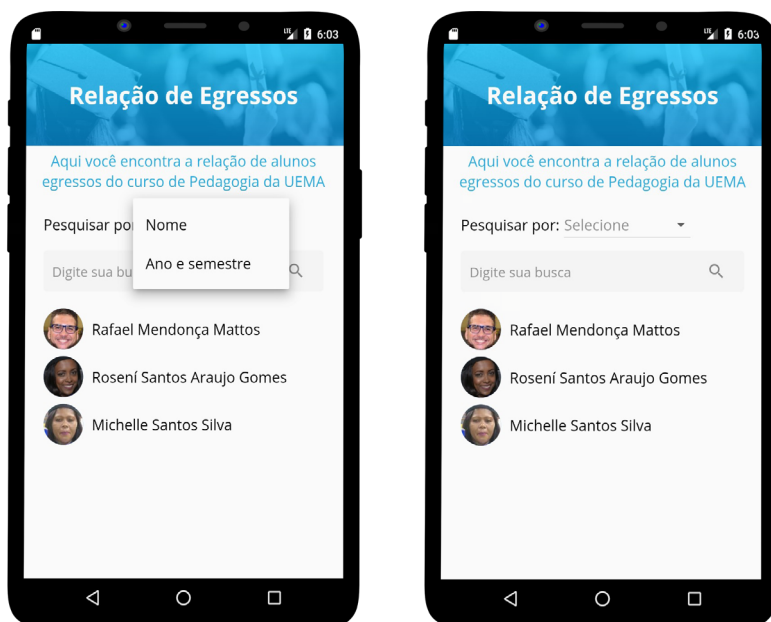 LTE 6:03
Relação de Egressos
Aqui você encontra a relação de alunos
egressos do curso de Pedagogia da UEMA
Pesquisar po
Nome
Ano e semestre
Digite sua bu
Rafael Mendonça Mattos
Rosení Santos Araujo Gomes
Michelle Santos Silva
LTE 6:03
Relação de Egressos
Aqui você encontra a relação de alunos
egressos do curso de Pedagogia da UEMA
Pesquisar por: Selecione
Digite sua busca
Rafael Mendonça Mattos
Rosení Santos Araujo Gomes
Michelle Santos Silva